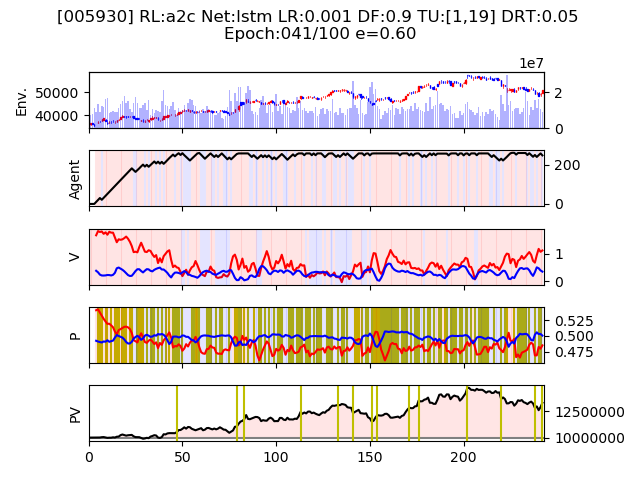 [005930] RL:a2c Net:lstm LR:0.001 DF:0.9 TU:[1,19] DRT:0.05
Epoch:041/100 e=0.60
1e7
Env.
50000
40000
2
0
Agent
200
0
V
1
0
P
0.525
0.500
0.475
PV
12500000
10000000
0
50
100
150
200